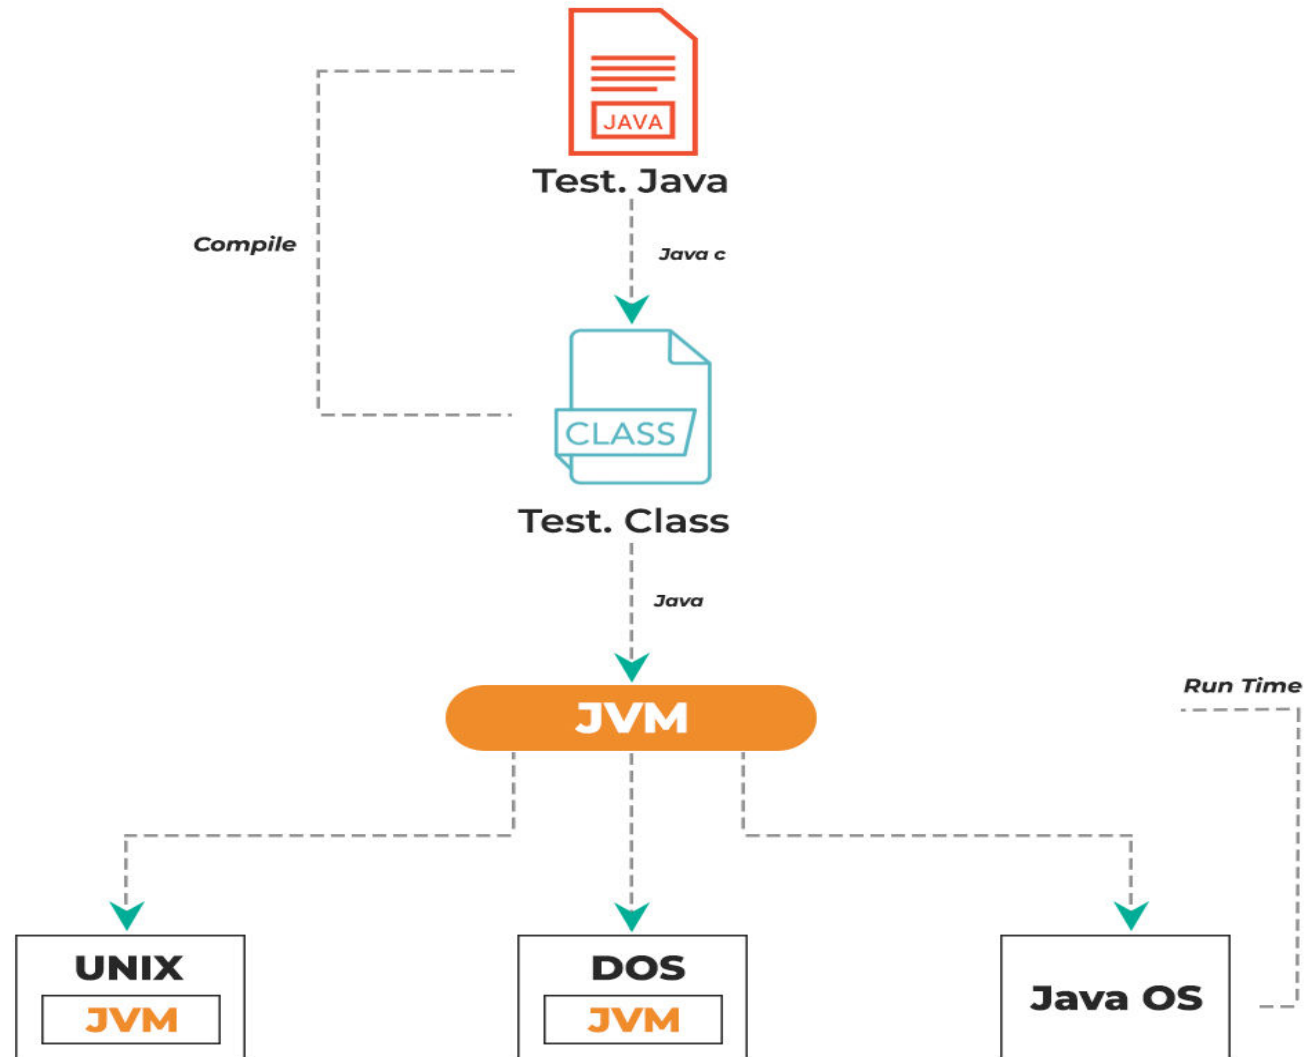 JAVA
Test. Java
Compile
Java c
CLASS
Test. Class
Java
Run Time
JVM
UNIX
JVM
DOS
JVM
Java OS